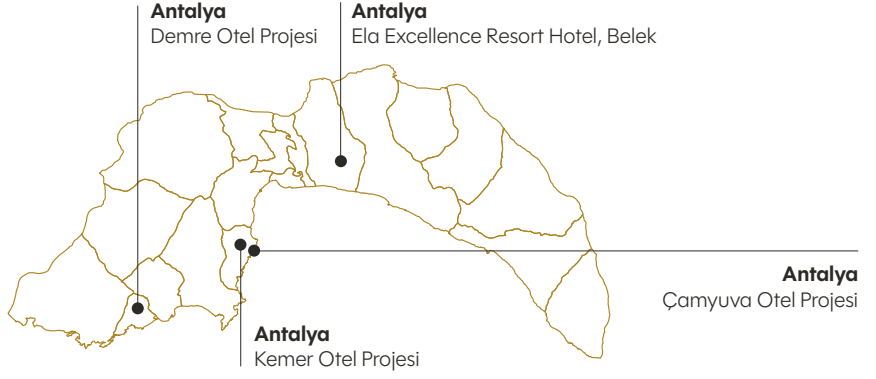 Antalya
Demre Otel Projesi
Antalya
Ela Excellence Resort Hotel, Belek
Antalya
Çamyuva Otel Projesi
Antalya
Kemer Otel Projesi